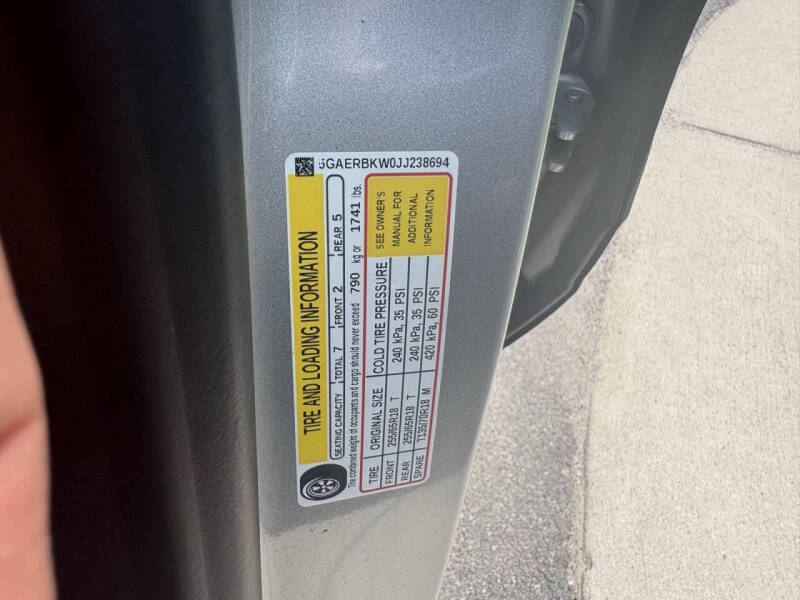 5GAERBKW0JJ238694
TIRE AND LOADING INFORMATION
SEATING CAPACITY TOTAL 7 FRONT 2 REAR 5
The combined weight of occupants and cargo should never exceed 790 kg or 1741 lbs.
TIRE ORIGINAL SIZE COLD TIRE PRESSURE SEE OWNER'S
FRONT 255/65R18 T 240 kPa, 35 PSI MANUAL FOR
REAR 255/65R18 T 240 kPa, 35 PSI ADDITIONAL
SPARE T135/70R18 M 420 kPa, 60 PSI INFORMATION